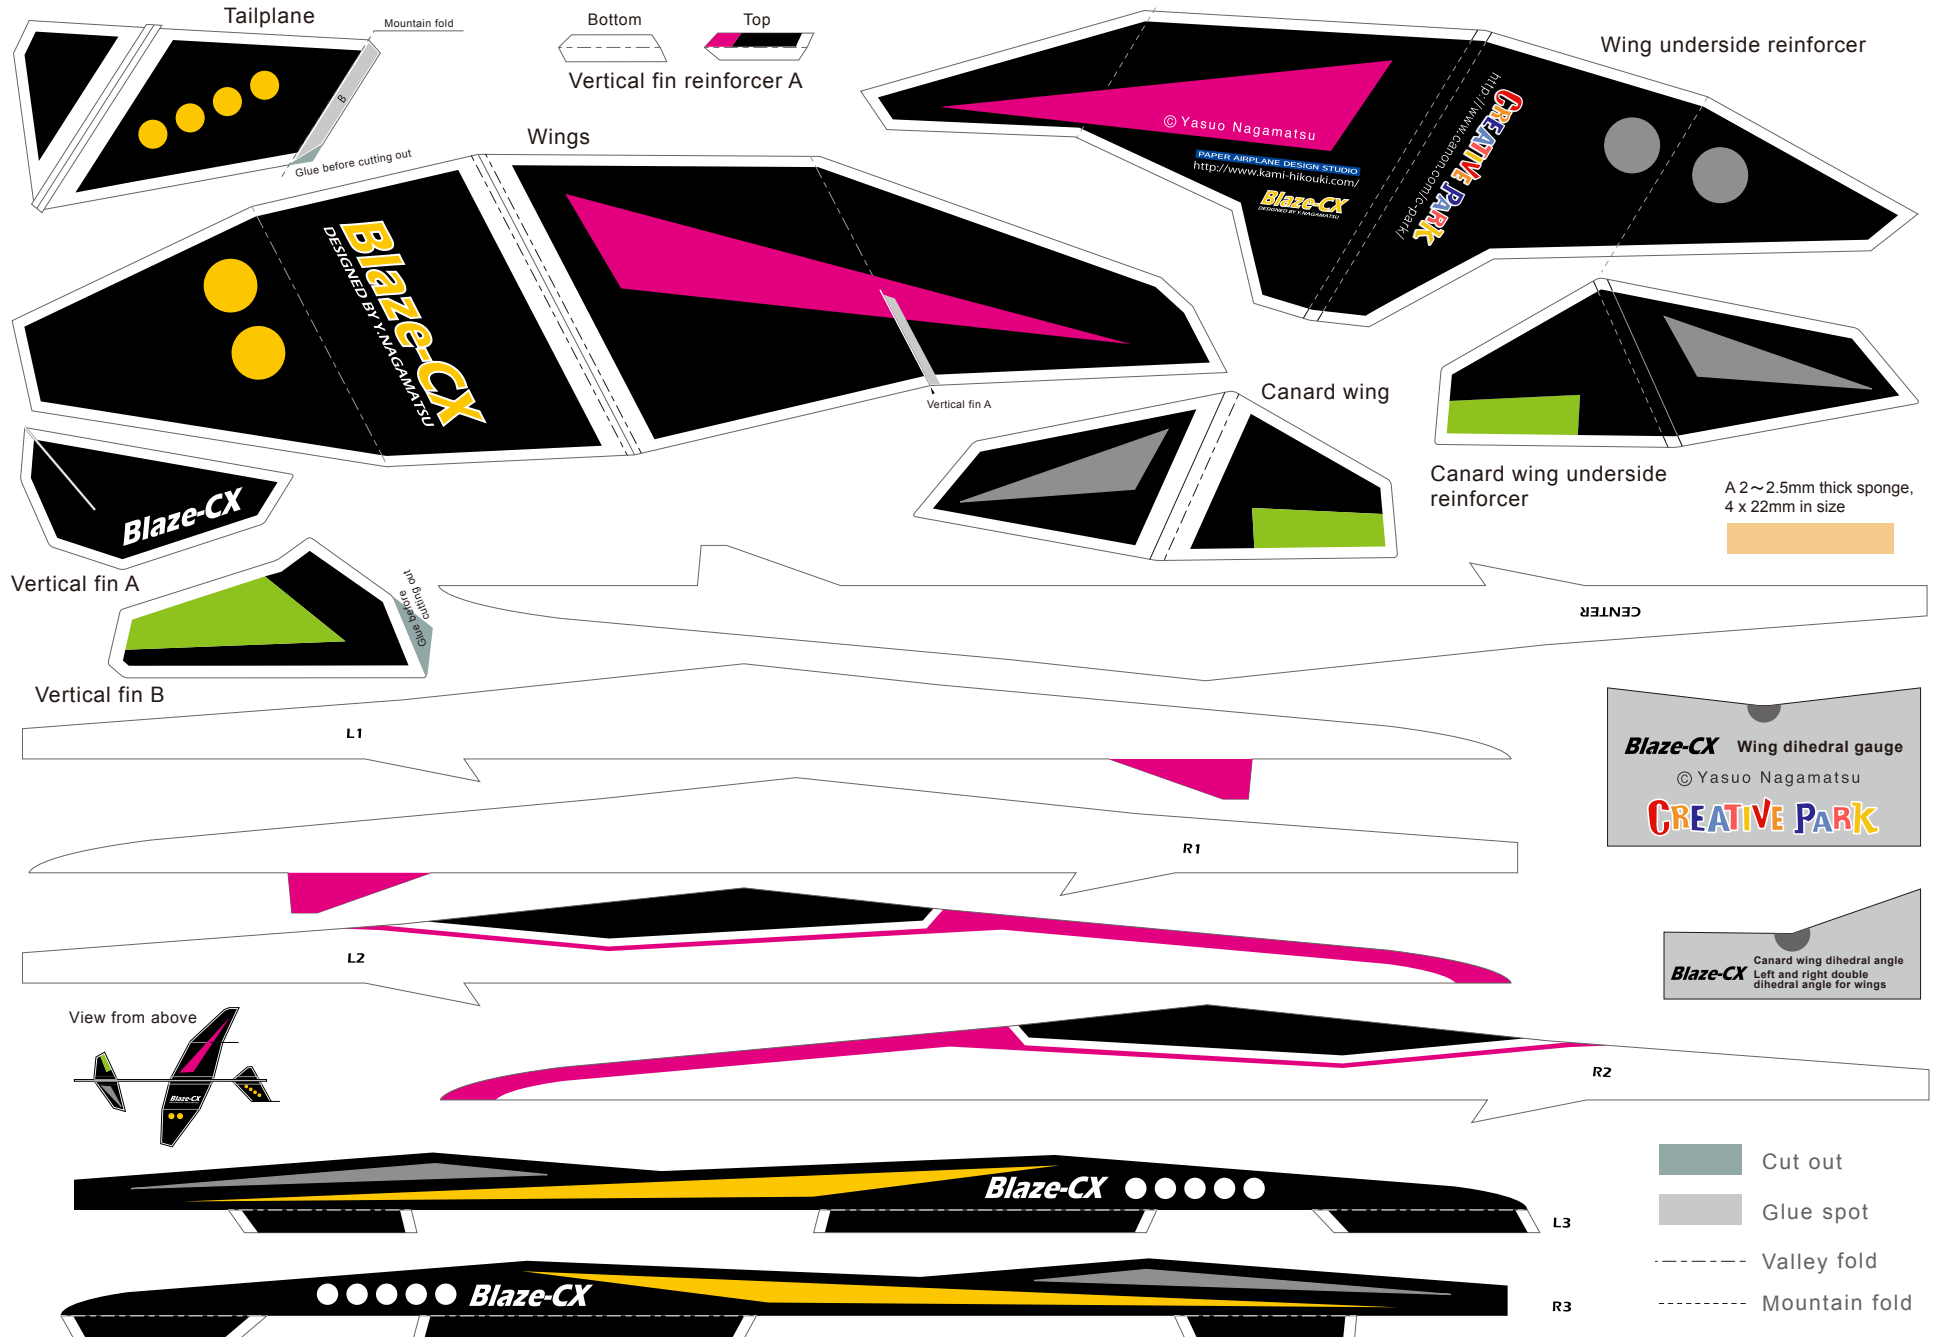 Tailplane
Mountain fold
B
Glue before cutting out
Bottom
Top
Vertical fin reinforcer A
Wing underside reinforcer
© Yasuo Nagamatsu
PAPER AIRPLANE DESIGN STUDIO
http://www.kami-hikouki.com/
Blaze-CX
DESIGNED BY Y.NAGAMATSU
CREATIVE PARK
http://www.canon.com/c-park/
Wings
Blaze-CX
DESIGNED BY Y.NAGAMATSU
Vertical fin A
Canard wing
Canard wing underside
reinforcer
A 2～2.5mm thick sponge,
4 x 22mm in size
Blaze-CX
Vertical fin A
Glue before
cutting out
Vertical fin B
CENTER
L1
R1
L2
R2
Blaze-CX Wing dihedral gauge
© Yasuo Nagamatsu
CREATIVE PARK
Blaze-CX
Canard wing dihedral angle
Left and right double
dihedral angle for wings
View from above
Blaze-CX
Blaze-CX
L3
Blaze-CX
R3
Cut out
Glue spot
Valley fold
Mountain fold